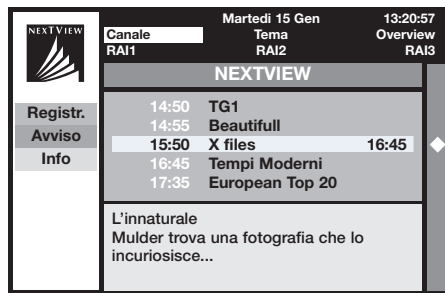 NEXTVIEW
Martedi 15 Gen 13:20:57
Canale Tema Overview
RAI1 RAI2 RAI3
NEXTVIEW
Registr.
Avviso
Info
14:50 TG1
14:55 Beautifull
15:50 X files 16:45
16:45 Tempi Moderni
17:35 European Top 20
L'innaturale
Mulder trova una fotografia che lo
incuriosisce...